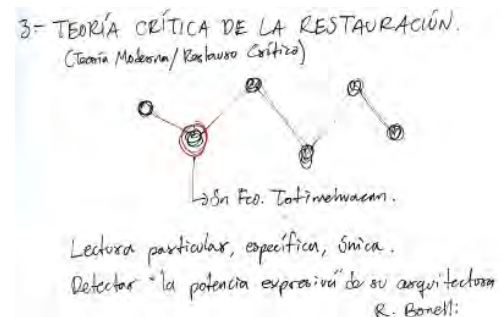 3- TEORÍA CRÍTICA DE LA RESTAURACIÓN.
(Teoría Moderna/Restauro Crítico)
Sn Fco. Totimehuacan.
Lectura particular, específica, única.
Detectar "la potencia expresiva" de su arquitectura
R. Bonelli